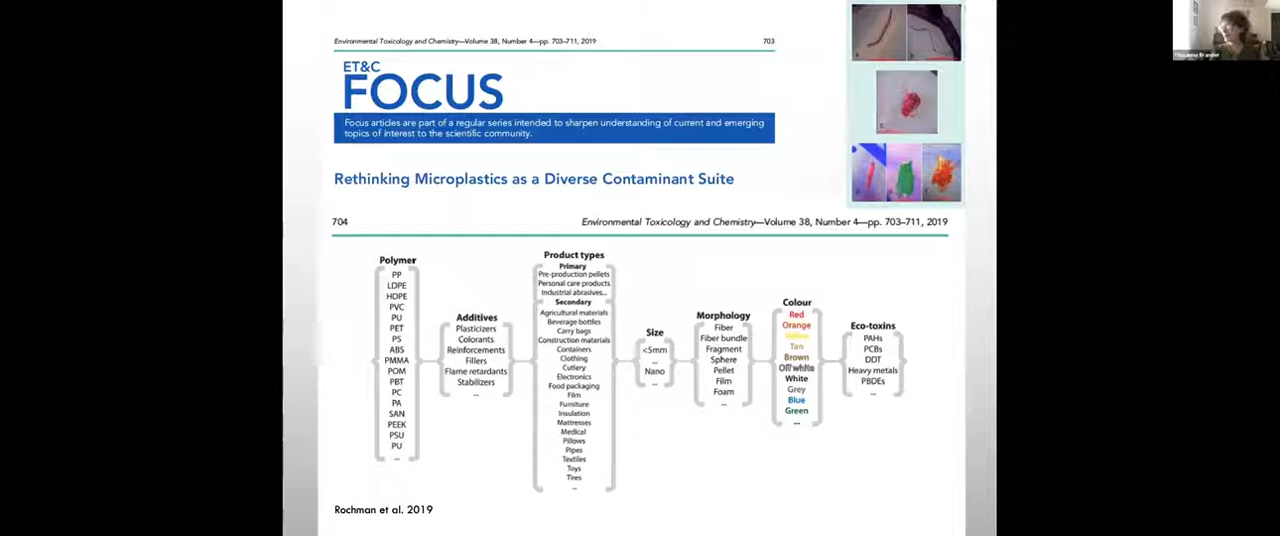 Environmental Toxicology and Chemistry—Volume 38, Number 4—pp. 703–711, 2019
703
ET&C
FOCUS
Focus articles are part of a regular series intended to sharpen understanding of current and emerging
topics of interest to the scientific community.
Rethinking Microplastics as a Diverse Contaminant Suite
704
Environmental Toxicology and Chemistry—Volume 38, Number 4—pp. 703–711, 2019
Polymer
PP
LDPE
HDPE
PVC
PU
PET
PS
ABS
PMMA
POM
PBT
PC
PA
SAN
PEEK
PSU
PU
...
Additives
Plasticizers
Colorants
Reinforcements
Fillers
Flame retardants
Stabilizers
...
Product types
Primary
Pre-production pellets
Personal care products
Industrial abrasives...
Secondary
Agricultural materials
Beverage bottles
Carry bags
Construction materials
Containers
Clothing
Cutlery
Electronics
Food packaging
Film
Furniture
Insulation
Mattresses
Medical
Pillows
Pipes
Textiles
Toys
Tires
...
Size
<5mm
...
Nano
...
Morphology
Fiber
Fiber bundle
Fragment
Sphere
Pellet
Film
Foam
...
Colour
Red
Orange
Yellow
Tan
Brown
Off white
White
Grey
Blue
Green
...
Eco-toxins
PAHs
PCBs
DDT
Heavy metals
PBDEs
...
Rochman et al. 2019
Brander